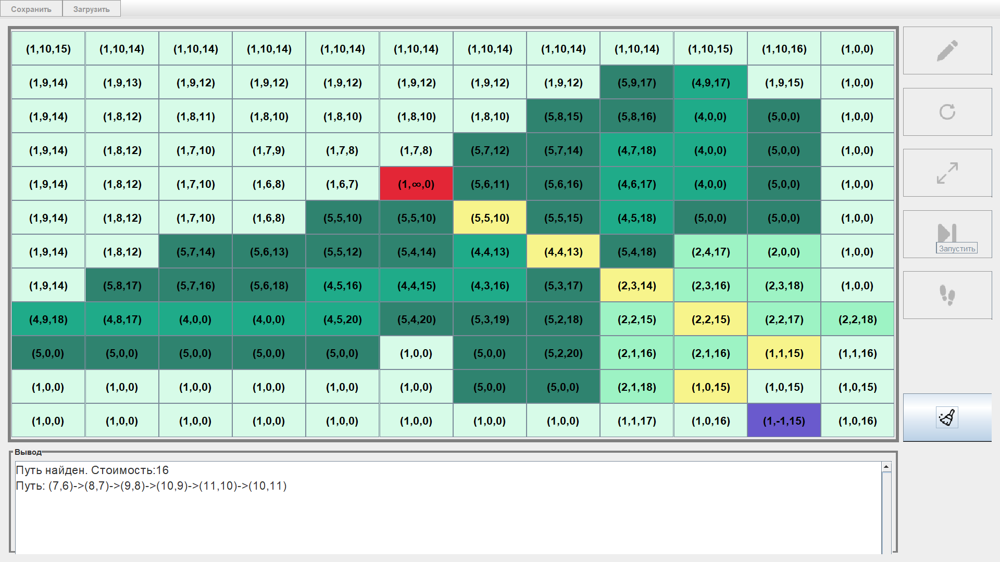 Сохранить Загрузить
(1,10,15) (1,10,14) (1,10,14) (1,10,14) (1,10,14) (1,10,14) (1,10,14) (1,10,14) (1,10,14) (1,10,15) (1,10,16) (1,0,0)
(1,9,14) (1,9,13) (1,9,12) (1,9,12) (1,9,12) (1,9,12) (1,9,12) (1,9,12) (5,9,17) (4,9,17) (1,9,15) (1,0,0)
(1,9,14) (1,8,12) (1,8,11) (1,8,10) (1,8,10) (1,8,10) (1,8,10) (5,8,15) (5,8,16) (4,0,0) (5,0,0) (1,0,0)
(1,9,14) (1,8,12) (1,7,10) (1,7,9) (1,7,8) (1,7,8) (5,7,12) (5,7,14) (4,7,18) (4,0,0) (5,0,0) (1,0,0)
(1,9,14) (1,8,12) (1,7,10) (1,6,8) (1,6,7) (1,∞,0) (5,6,11) (5,6,16) (4,6,17) (4,0,0) (5,0,0) (1,0,0)
(1,9,14) (1,8,12) (1,7,10) (1,6,8) (5,5,10) (5,5,10) (5,5,10) (5,5,15) (4,5,18) (5,0,0) (5,0,0) (1,0,0)
(1,9,14) (1,8,12) (5,7,14) (5,6,13) (5,5,12) (5,4,14) (4,4,13) (4,4,13) (5,4,18) (2,4,17) (2,0,0) (1,0,0)
Запустить
(1,9,14) (5,8,17) (5,7,16) (5,6,18) (4,5,16) (4,4,15) (4,3,16) (5,3,17) (2,3,14) (2,3,16) (2,3,18) (1,0,0)
(4,9,18) (4,8,17) (4,0,0) (4,0,0) (4,5,20) (5,4,20) (5,3,19) (5,2,18) (2,2,15) (2,2,15) (2,2,17) (2,2,18)
(5,0,0) (5,0,0) (5,0,0) (5,0,0) (5,0,0) (1,0,0) (5,0,0) (5,2,20) (2,1,16) (2,1,16) (1,1,15) (1,1,16)
(1,0,0) (1,0,0) (1,0,0) (1,0,0) (1,0,0) (1,0,0) (5,0,0) (5,0,0) (2,1,18) (1,0,15) (1,0,15) (1,0,15)
(1,0,0) (1,0,0) (1,0,0) (1,0,0) (1,0,0) (1,0,0) (1,0,0) (1,0,0) (1,1,17) (1,0,16) (1,-1,15) (1,0,16)
Вывод
Путь найден. Стоимость:16
Путь: (7,6)->(8,7)->(9,8)->(10,9)->(11,10)->(10,11)